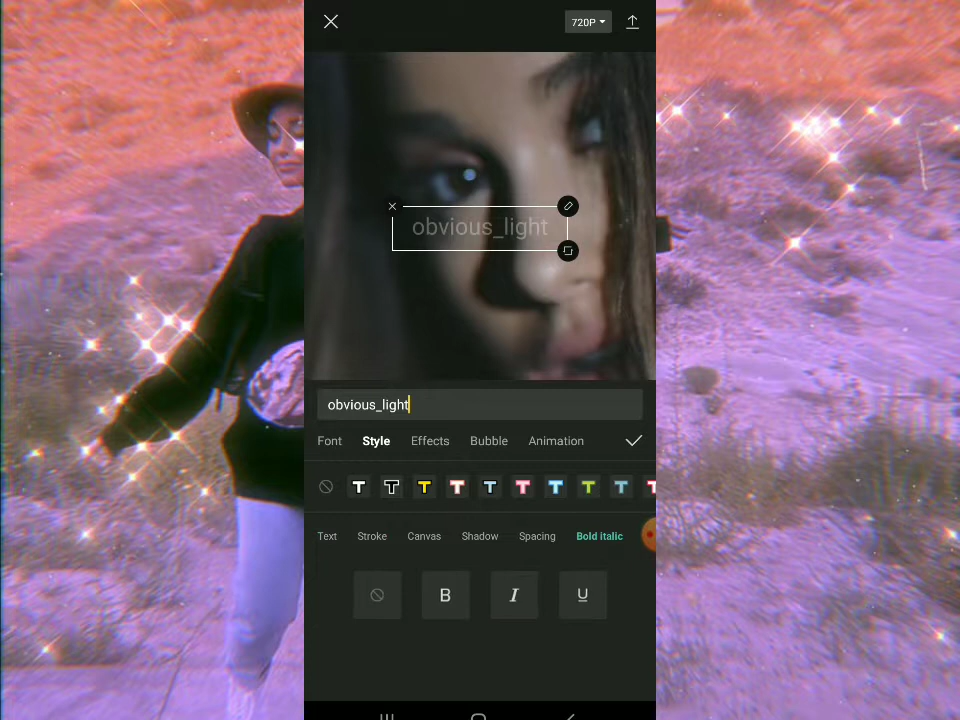 720P
obvious_light
obvious_light
Font Style Effects Bubble Animation
T T T T T T T T T T
Text Stroke Canvas Shadow Spacing Bold italic
B I U